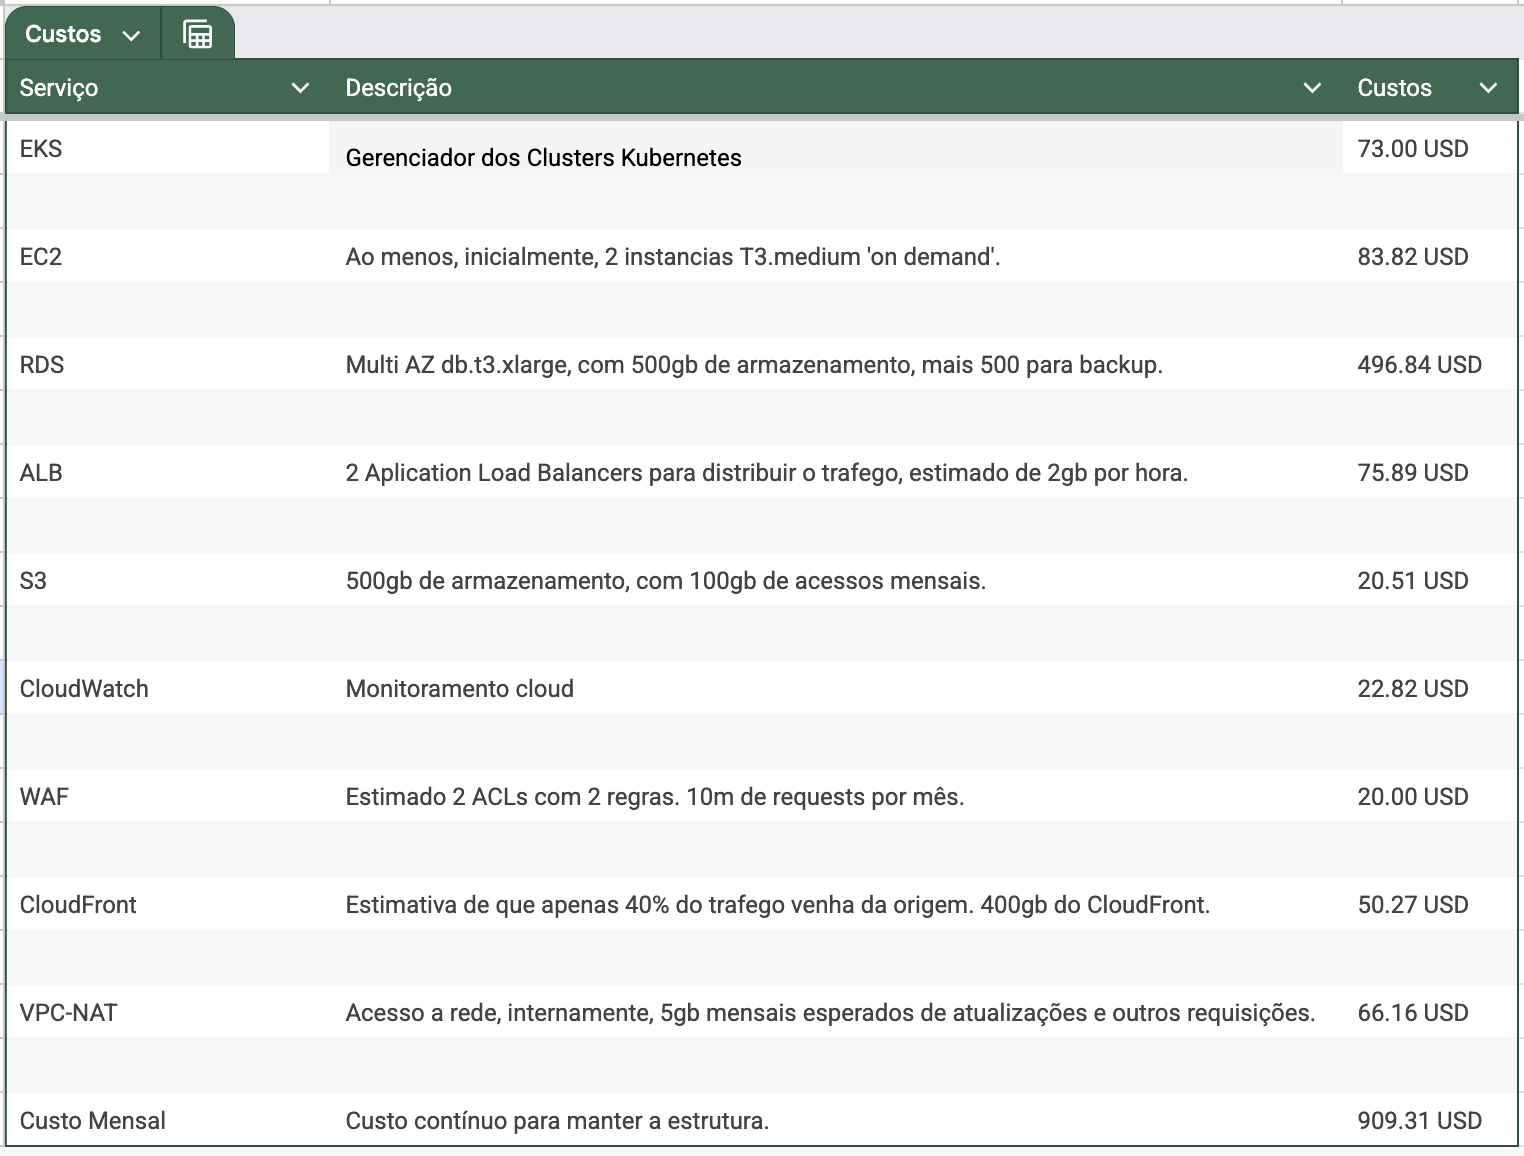 Custos
Serviço Descrição Custos
EKS Gerenciador dos Clusters Kubernetes 73.00 USD
EC2 Ao menos, inicialmente, 2 instancias T3.medium 'on demand'. 83.82 USD
RDS Multi AZ db.t3.xlarge, com 500gb de armazenamento, mais 500 para backup. 496.84 USD
ALB 2 Aplication Load Balancers para distribuir o trafego, estimado de 2gb por hora. 75.89 USD
S3 500gb de armazenamento, com 100gb de acessos mensais. 20.51 USD
CloudWatch Monitoramento cloud 22.82 USD
WAF Estimado 2 ACLs com 2 regras. 10m de requests por mês. 20.00 USD
CloudFront Estimativa de que apenas 40% do trafego venha da origem. 400gb do CloudFront. 50.27 USD
VPC-NAT Acesso a rede, internamente, 5gb mensais esperados de atualizações e outros requisições. 66.16 USD
Custo Mensal Custo contínuo para manter a estrutura. 909.31 USD